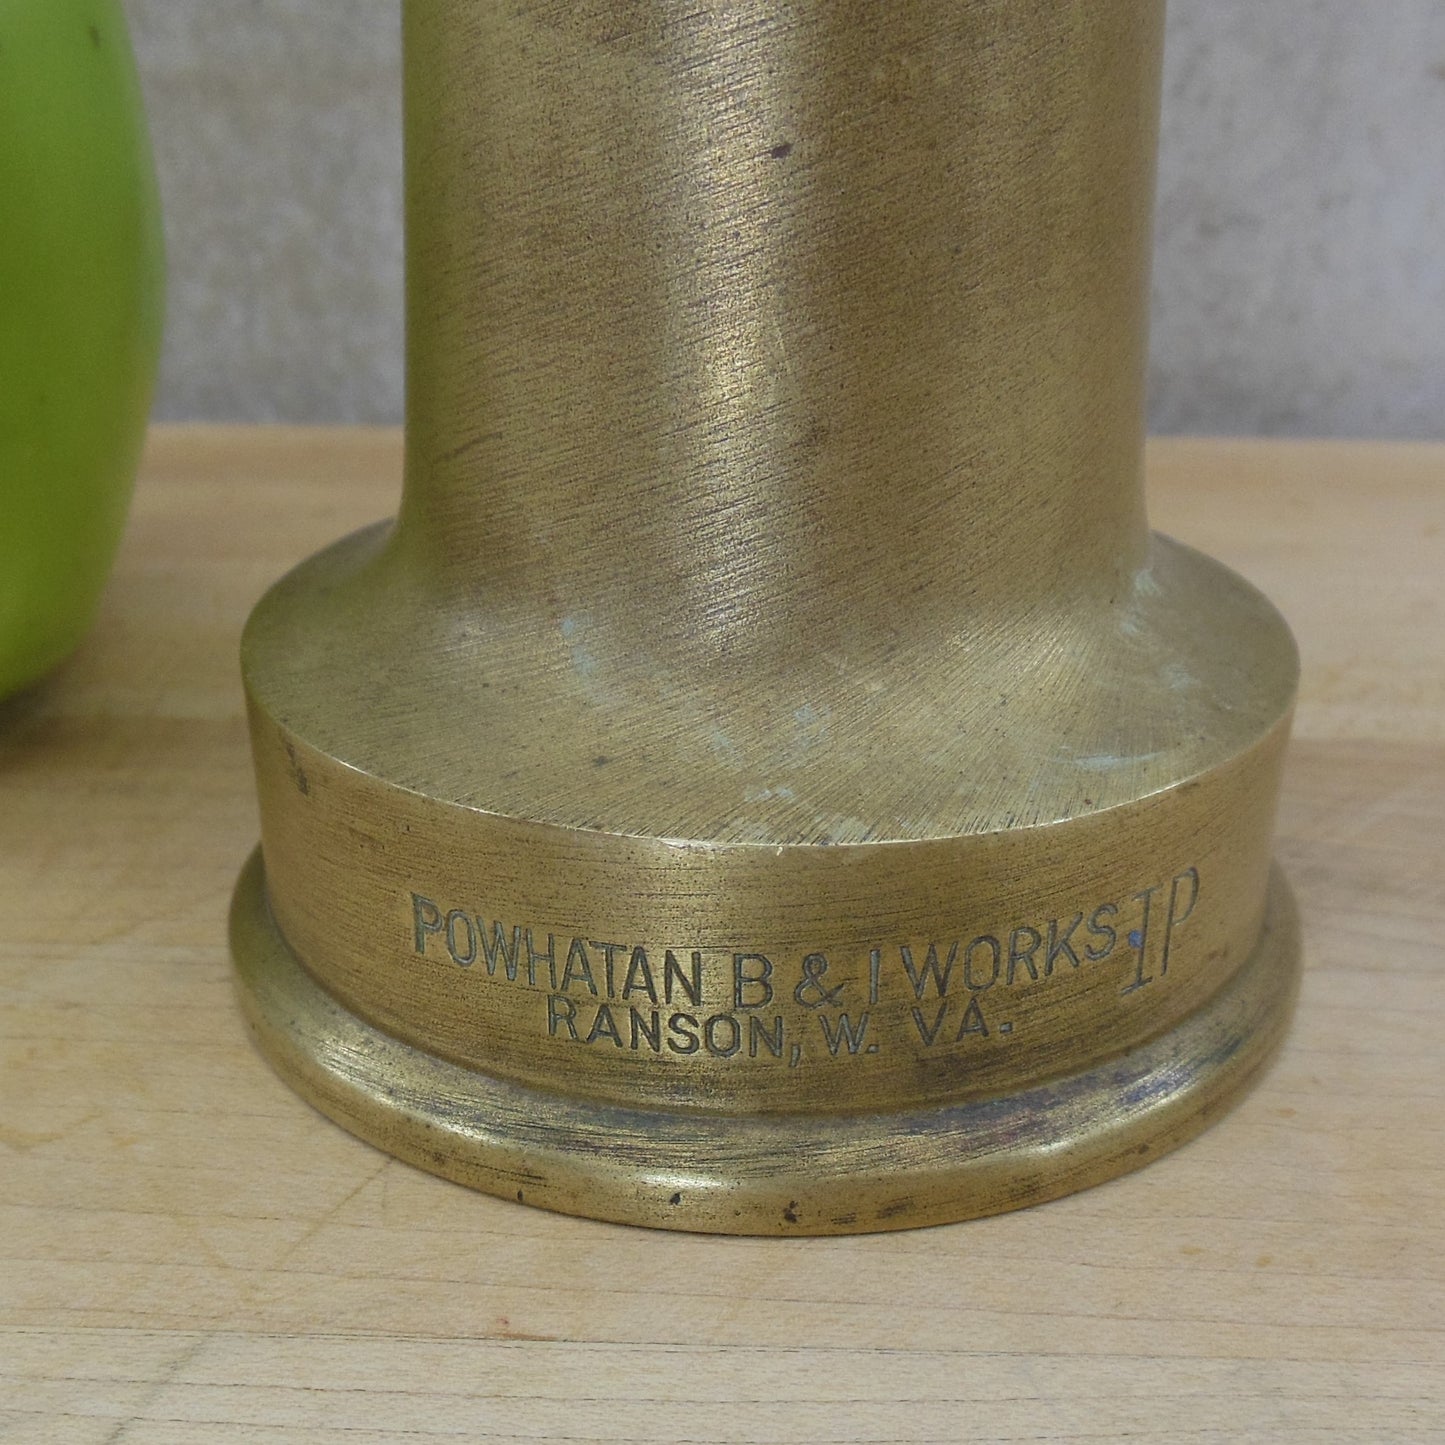 POWHATAN B & I WORKS. IP
RANSON, W. VA.